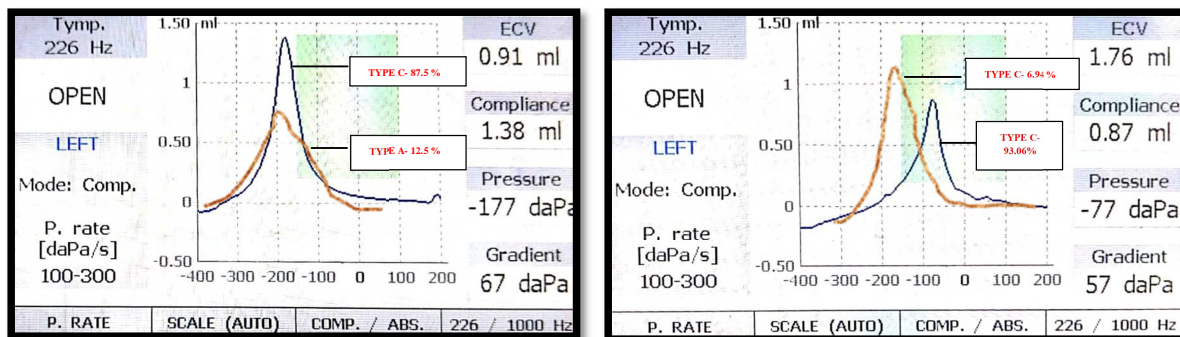 Tymp.
226 Hz
OPEN
LEFT
Mode: Comp.
P. rate
[daPa/s]
100-300
1.50 ml
1
0.50
0
-0.50
-400 -300 -200 -100 0 100 200
TYPE C- 87.5 %
TYPE A- 12.5 %
ECV
0.91 ml
Compliance
1.38 ml
Pressure
-177 daPa
Gradient
67 daPa
P. RATE SCALE (AUTO) COMP. / ABS. 226 / 1000 Hz
Tymp.
226 Hz
OPEN
LEFT
Mode: Comp.
P. rate
[daPa/s]
100-300
1.50 ml
1
0.50
0
-0.50
-400 -300 -200 -100 0 100 200
TYPE C- 6.94 %
TYPE C-
93.06%
ECV
1.76 ml
Compliance
0.87 ml
Pressure
-77 daPa
Gradient
57 daPa
P. RATE SCALE (AUTO) COMP. / ABS. 226 / 1000 Hz